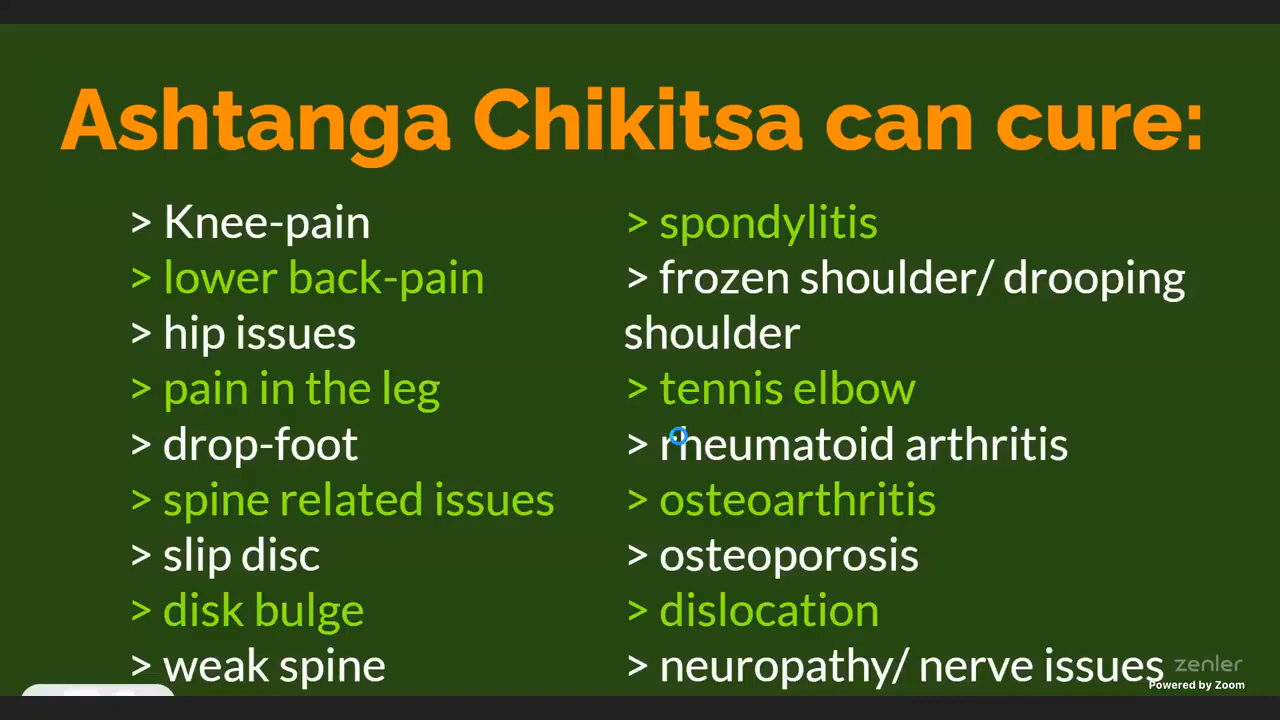 Ashtanga Chikitsa can cure:
> Knee-pain
> lower back-pain
> hip issues
> pain in the leg
> drop-foot
> spine related issues
> slip disc
> disk bulge
> weak spine
> spondylitis
> frozen shoulder/ drooping
shoulder
> tennis elbow
> rheumatoid arthritis
> osteoarthritis
> osteoporosis
> dislocation
> neuropathy/ nerve issues
zenler
Powered by Zoom